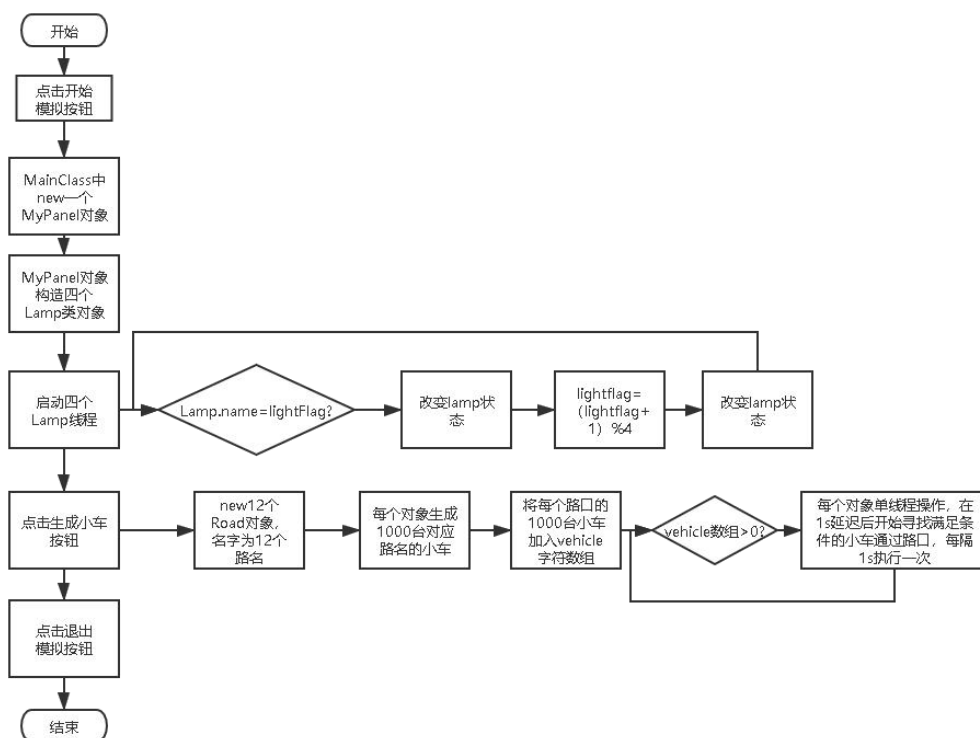 开始
点击开始
模拟按钮
MainClass中
new一个
MyPanel对象
MyPanel对象
构造四个
Lamp类对象
启动四个
Lamp线程
Lamp.name=lightFlag?
改变lamp状
态
lightflag=
（lightflag+
1）%4
改变lamp状
态
点击生成小车
按钮
new12个
Road对象，
名字为12个
路名
每个对象生成
1000台对应
路名的小车
将每个路口的
1000台小车
加入vehicle
字符数组
vehicle数组>0?
每个对象单线程操作，在
1s延迟后开始寻找满足条
件的小车通过路口，每隔
1s执行一次
点击退出
模拟按钮
结束